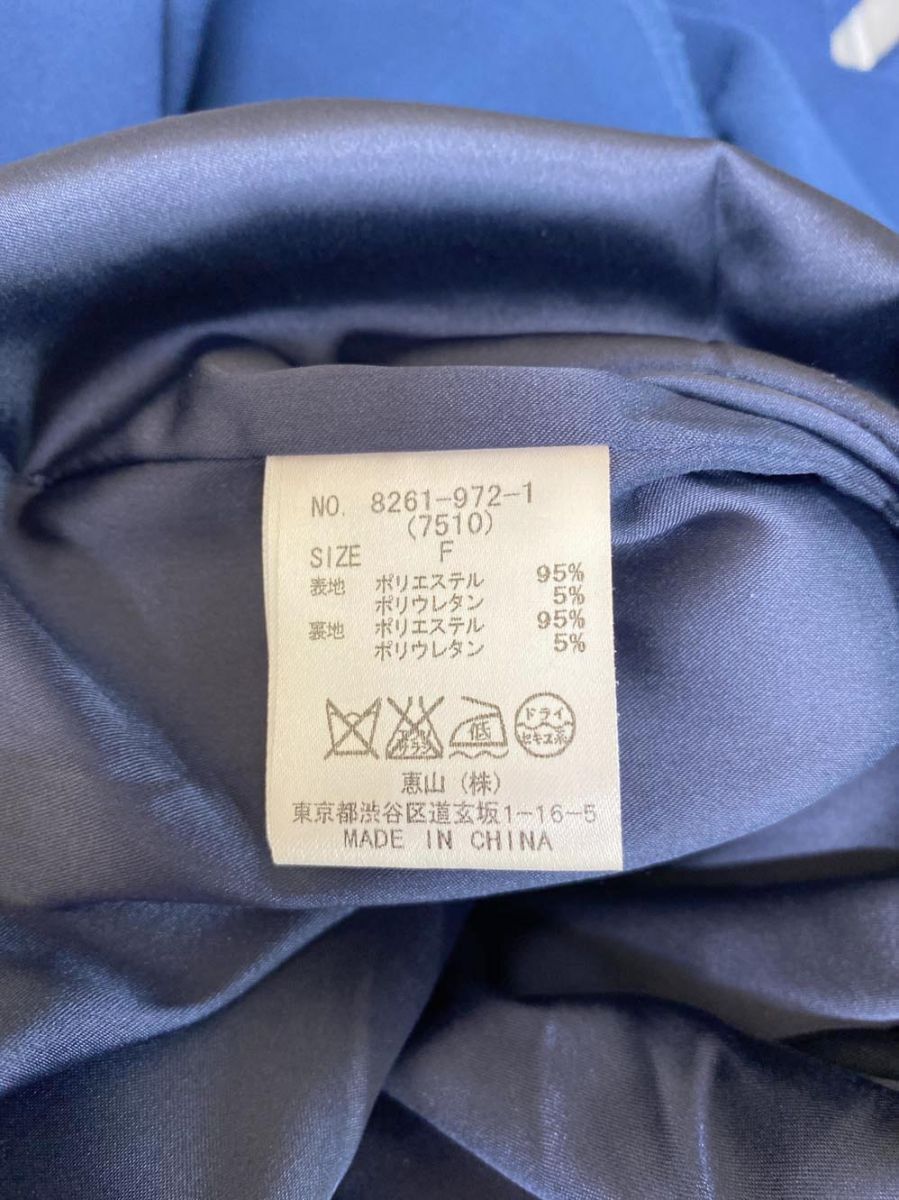 NO. 8261-972-1
(7510)
SIZE F
表地 ポリエステル 95%
ポリウレタン 5%
裏地 ポリエステル 95%
ポリウレタン 5%
低 ドライ セキユ系
恵山(株)
東京都渋谷区道玄坂1-16-5
MADE IN CHINA